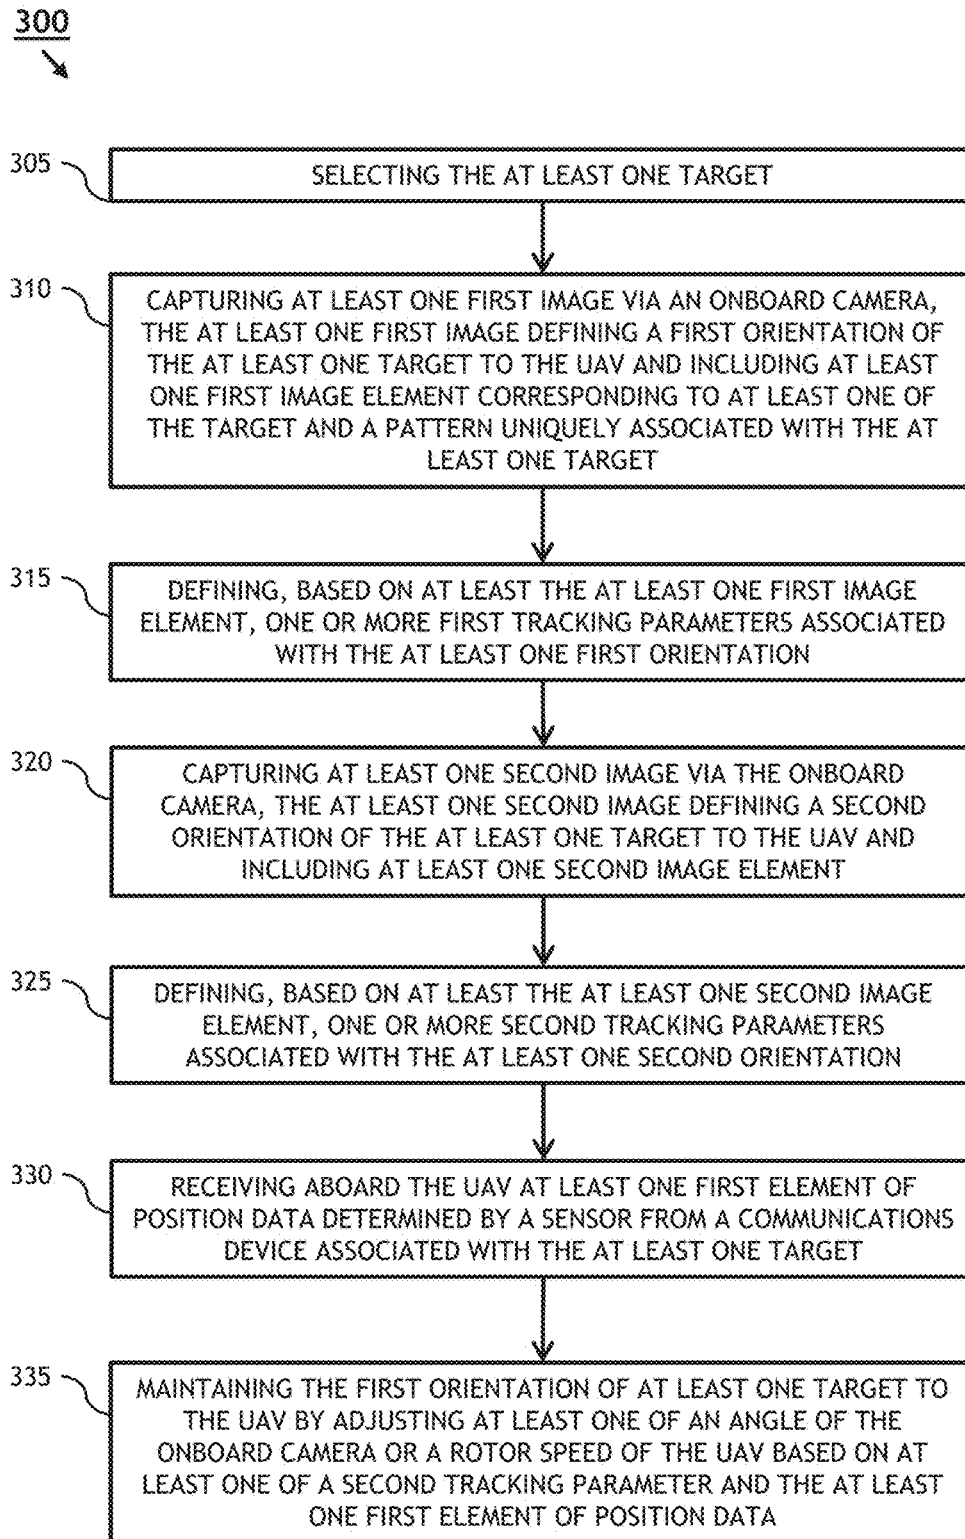 300
305
SELECTING THE AT LEAST ONE TARGET
310
CAPTURING AT LEAST ONE FIRST IMAGE VIA AN ONBOARD CAMERA,
THE AT LEAST ONE FIRST IMAGE DEFINING A FIRST ORIENTATION OF
THE AT LEAST ONE TARGET TO THE UAV AND INCLUDING AT LEAST
ONE FIRST IMAGE ELEMENT CORRESPONDING TO AT LEAST ONE OF
THE TARGET AND A PATTERN UNIQUELY ASSOCIATED WITH THE AT
LEAST ONE TARGET
315
DEFINING, BASED ON AT LEAST THE AT LEAST ONE FIRST IMAGE
ELEMENT, ONE OR MORE FIRST TRACKING PARAMETERS ASSOCIATED
WITH THE AT LEAST ONE FIRST ORIENTATION
320
CAPTURING AT LEAST ONE SECOND IMAGE VIA THE ONBOARD
CAMERA, THE AT LEAST ONE SECOND IMAGE DEFINING A SECOND
ORIENTATION OF THE AT LEAST ONE TARGET TO THE UAV AND
INCLUDING AT LEAST ONE SECOND IMAGE ELEMENT
325
DEFINING, BASED ON AT LEAST THE AT LEAST ONE SECOND IMAGE
ELEMENT, ONE OR MORE SECOND TRACKING PARAMETERS
ASSOCIATED WITH THE AT LEAST ONE SECOND ORIENTATION
330
RECEIVING ABOARD THE UAV AT LEAST ONE FIRST ELEMENT OF
POSITION DATA DETERMINED BY A SENSOR FROM A COMMUNICATIONS
DEVICE ASSOCIATED WITH THE AT LEAST ONE TARGET
335
MAINTAINING THE FIRST ORIENTATION OF AT LEAST ONE TARGET TO
THE UAV BY ADJUSTING AT LEAST ONE OF AN ANGLE OF THE
ONBOARD CAMERA OR A ROTOR SPEED OF THE UAV BASED ON AT
LEAST ONE OF A SECOND TRACKING PARAMETER AND THE AT LEAST
ONE FIRST ELEMENT OF POSITION DATA